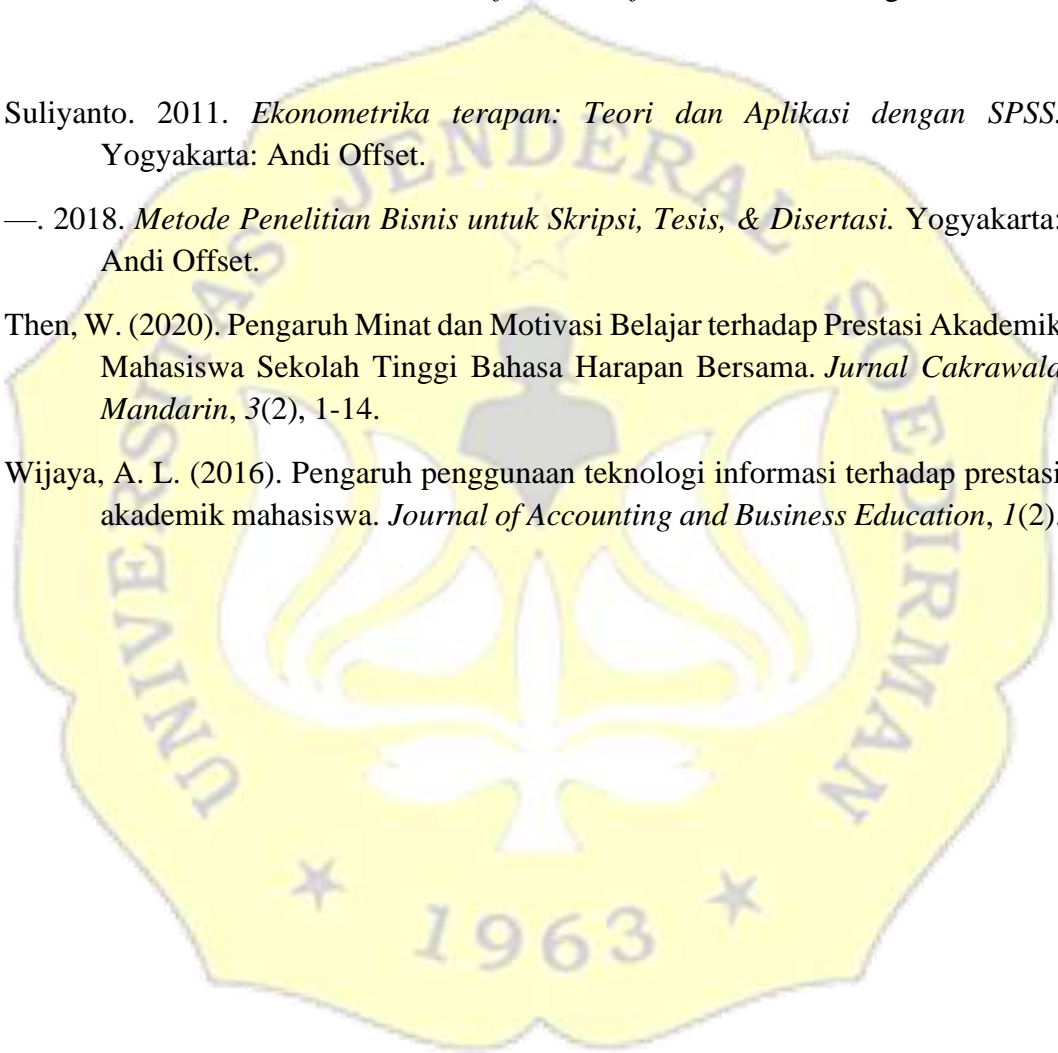 Suliyanto. 2011. Ekonometrika terapan: Teori dan Aplikasi dengan SPSS.
Yogyakarta: Andi Offset.
—. 2018. Metode Penelitian Bisnis untuk Skripsi, Tesis, & Disertasi. Yogyakarta:
Andi Offset.
Then, W. (2020). Pengaruh Minat dan Motivasi Belajar terhadap Prestasi Akademik
Mahasiswa Sekolah Tinggi Bahasa Harapan Bersama. Jurnal Cakrawala
Mandarin, 3(2), 1-14.
Wijaya, A. L. (2016). Pengaruh penggunaan teknologi informasi terhadap prestasi
akademik mahasiswa. Journal of Accounting and Business Education, 1(2).
UNIVERSITAS JENDERAL SOEDIRMAN
1963